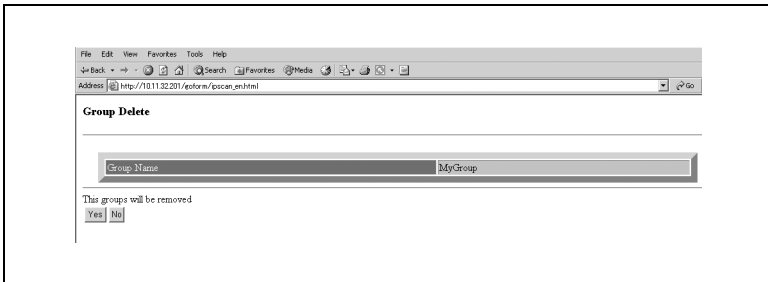 File Edit View Favorites Tools Help
Back Search Favorites Media
Address http://10.11.32.201/goform/ipscan_en.html Go
Group Delete
Group Name MyGroup
This groups will be removed
Yes No